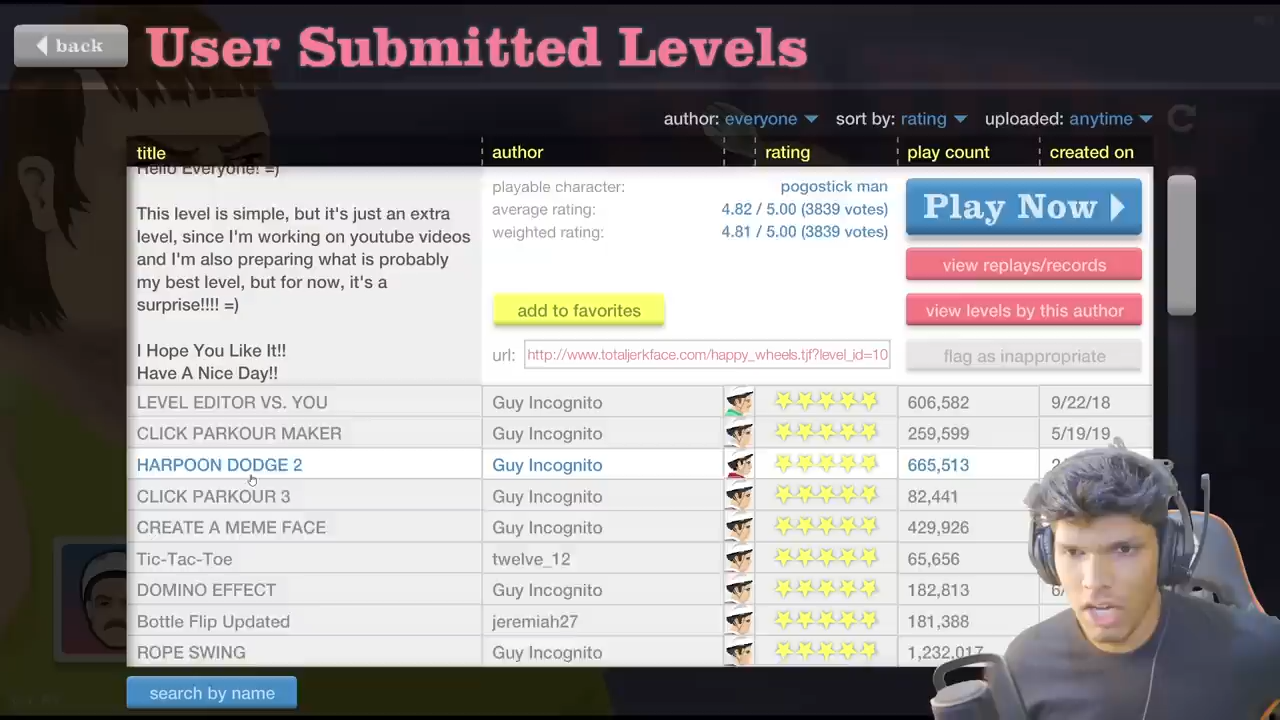 back
User Submitted Levels
author: everyone sort by: rating uploaded: anytime
title author rating play count created on
Hello Everyone! =)
This level is simple, but it's just an extra
level, since I'm working on youtube videos
and I'm also preparing what is probably
my best level, but for now, it's a
surprise!!!! =)
I Hope You Like It!!
Have A Nice Day!!
playable character: pogostick man
average rating: 4.82 / 5.00 (3839 votes)
weighted rating: 4.81 / 5.00 (3839 votes)
add to favorites
url: http://www.totaljerkface.com/happy_wheels.tjf?level_id=10
Play Now
view replays/records
view levels by this author
flag as inappropriate
LEVEL EDITOR VS. YOU Guy Incognito 606,582 9/22/18
CLICK PARKOUR MAKER Guy Incognito 259,599 5/19/19
HARPOON DODGE 2 Guy Incognito 665,513
CLICK PARKOUR 3 Guy Incognito 82,441
CREATE A MEME FACE Guy Incognito 429,926
Tic-Tac-Toe twelve_12 65,656
DOMINO EFFECT Guy Incognito 182,813
Bottle Flip Updated jeremiah27 181,388
ROPE SWING Guy Incognito 1,232,017
search by name